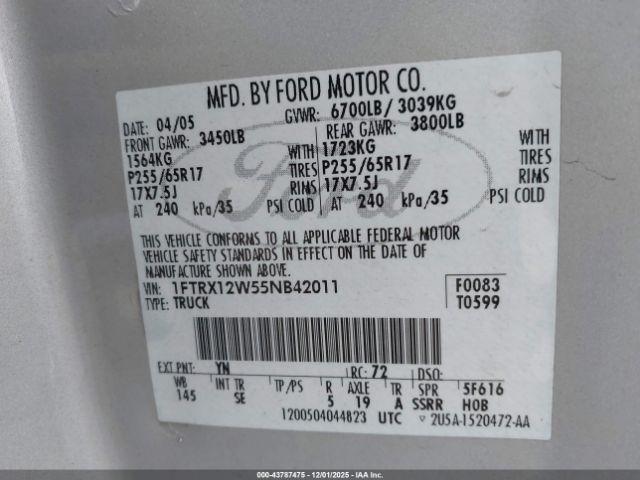 MFD. BY FORD MOTOR CO.
DATE: 04/05 GVWR: 6700LB/ 3039KG
FRONT GAWR: 3450LB REAR GAWR: 3800LB
1564KG WITH 1723KG WITH
P255/65R17 TIRES P255/65R17 TIRES
17X7.5J RIMS 17X7.5J RIMS
AT 240 kPa/35 PSI COLD AT 240 kPa/35 PSI COLD
Ford
THIS VEHICLE CONFORMS TO ALL APPLICABLE FEDERAL MOTOR
VEHICLE SAFETY STANDARDS IN EFFECT ON THE DATE OF
MANUFACTURE SHOWN ABOVE.
VEHICLE IDENT. NO.: 1FTRX12W55NB42011 F0083
TYPE: TRUCK T0599
EXT PNT: YN RC: 72 DSO:
WB INT TR TP/PS R AXLE TR SPR 5F616
145 SE 5 19 A SSRR HOB
1200504044823 UTC 2U5A-1520472-AA
000-43787475 - 12/01/2025 - IAA Inc.